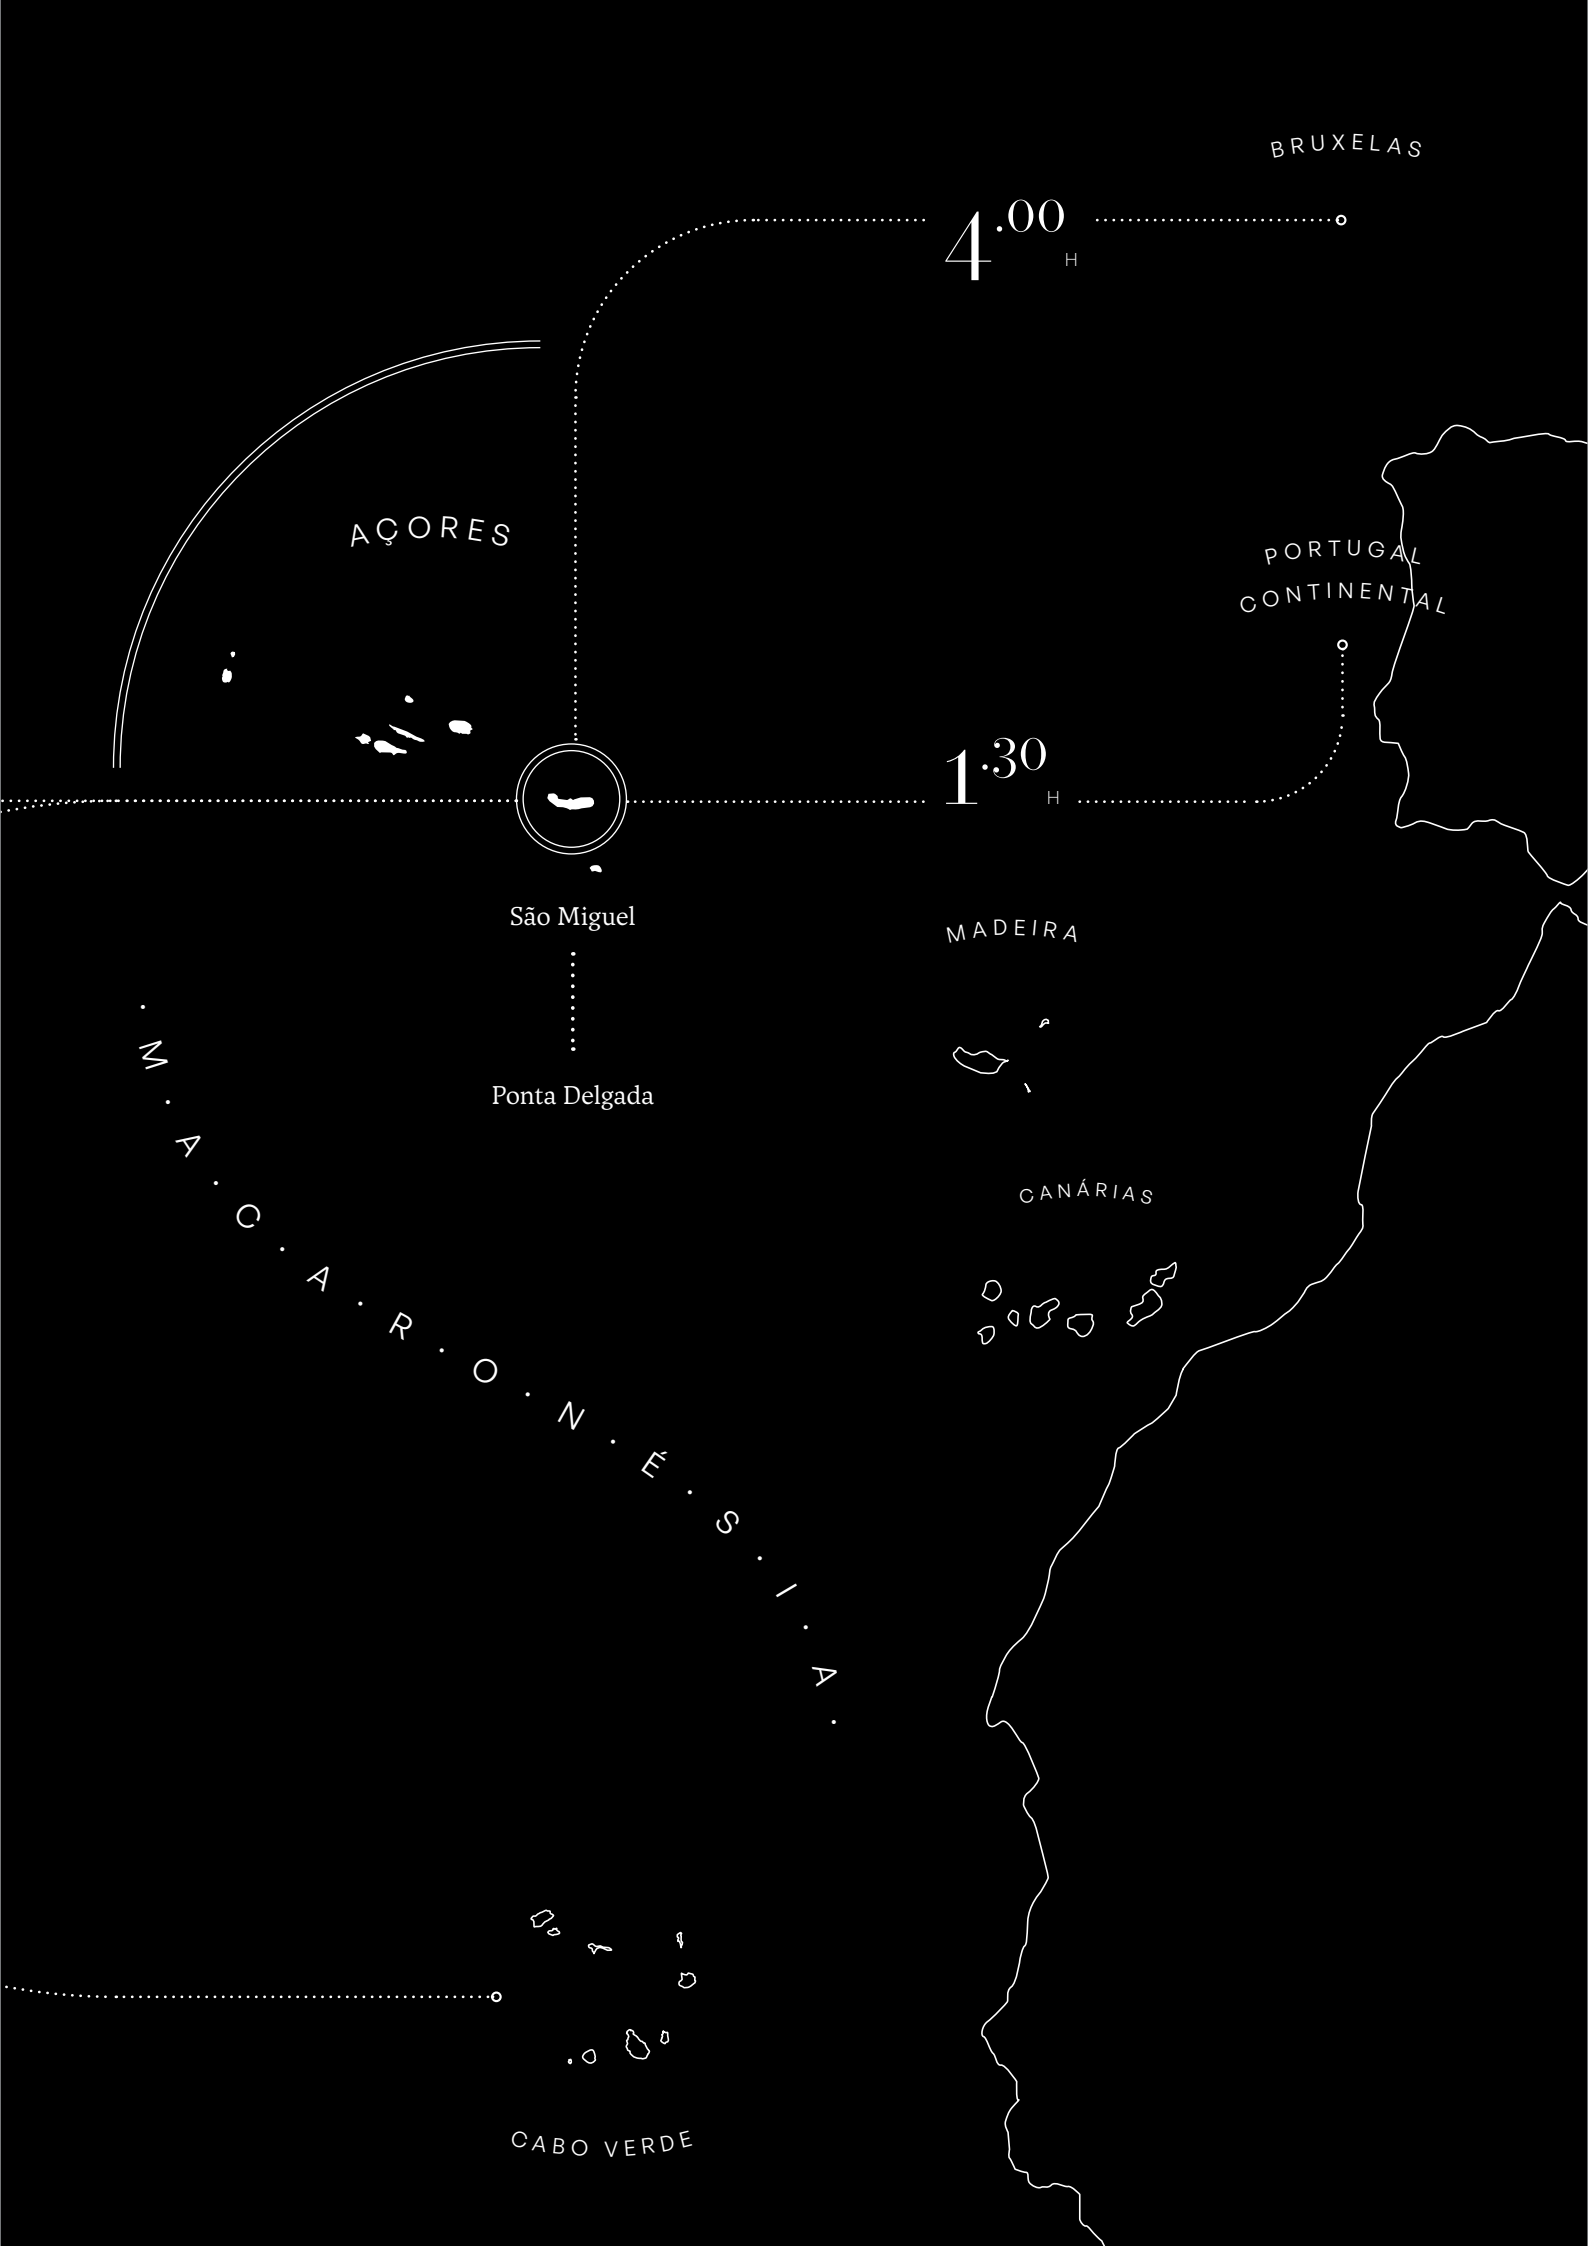 BRUXELAS
4.00 H
AÇORES
PORTUGAL
CONTINENTAL
1.30 H
São Miguel
MADEIRA
Ponta Delgada
. M . A . C . A . R . O . N . É . S . I . A .
CANÁRIAS
CABO VERDE